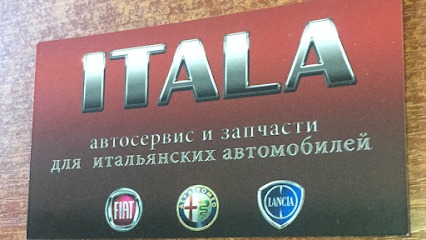 ITALA
автосервис и запчасти
для итальянских автомобилей
FIAT
LANCIA